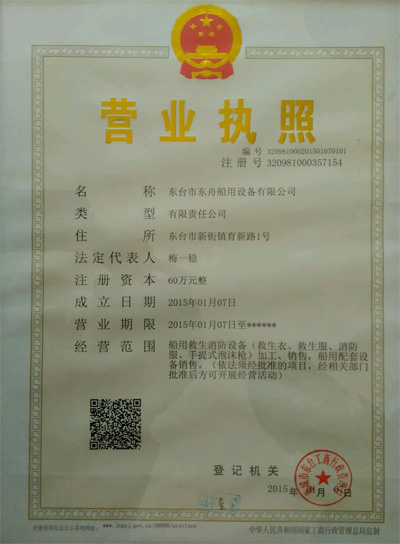 营业执照
编 号 320981000201501070101
注册号 320981000357154
名 称 东台市东舟船用设备有限公司
类 型 有限责任公司
住 所 东台市新街镇育新路1号
法定代表人 梅一稳
注册资本 60万元整
成立日期 2015年01月07日
营业期限 2015年01月07日至******
经营范围 船用救生消防设备（救生衣、救生服、消防
服、手提式泡沫枪）加工、销售，船用配套设
备销售。（依法须经批准的项目，经相关部门
批准后方可开展经营活动）
登记机关
2015年 月 日
中华人民共和国国家工商行政管理总局监制